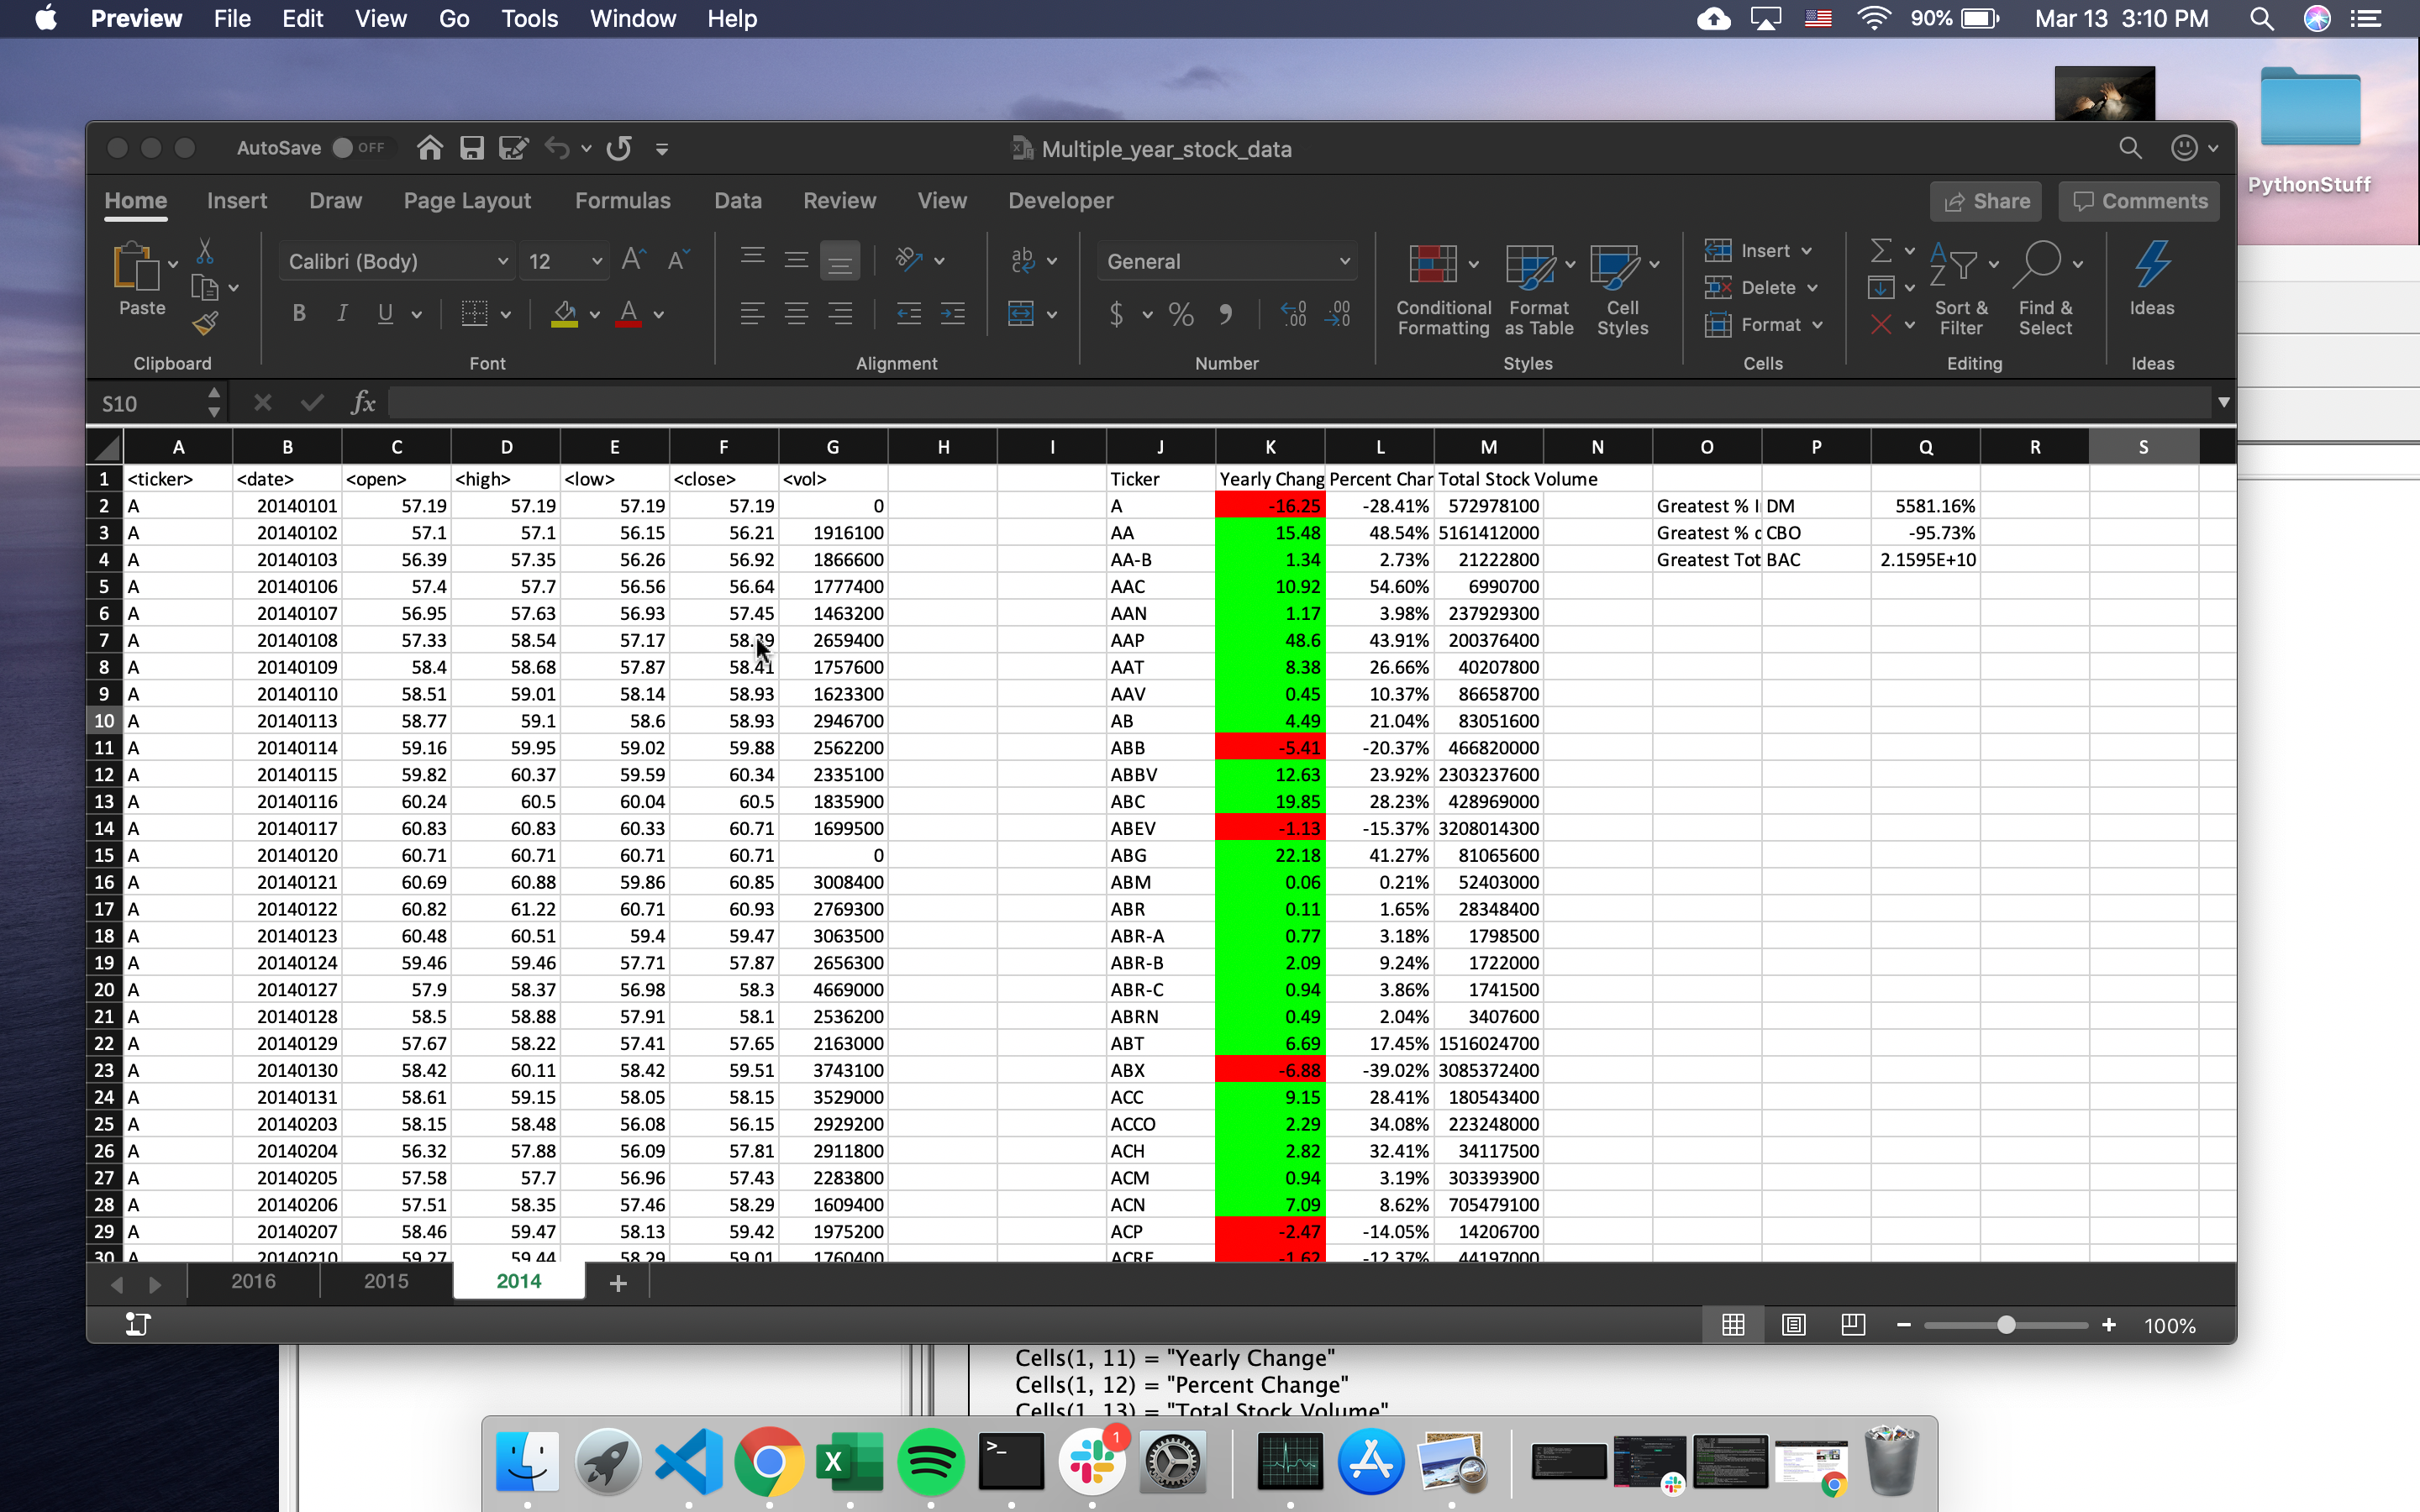 Preview File Edit View Go Tools Window Help 90% Mar 13 3:10 PM
PythonStuff
AutoSave OFF Multiple_year_stock_data
Home Insert Draw Page Layout Formulas Data Review View Developer Share Comments
Calibri (Body) 12 General Insert
Paste Conditional Formatting Format as Table Cell Styles Delete Sort & Filter Find & Select Ideas
B I U $ % Format
Clipboard Font Alignment Number Styles Cells Editing Ideas
S10 fx
A B C D E F G H I J K L M N O P Q R S
1 <ticker> <date> <open> <high> <low> <close> <vol> Ticker Yearly Chang Percent Char Total Stock Volume
2 A 20140101 57.19 57.19 57.19 57.19 0 A -16.25 -28.41% 572978100 Greatest % I DM 5581.16%
3 A 20140102 57.1 57.1 56.15 56.21 1916100 AA 15.48 48.54% 5161412000 Greatest % c CBO -95.73%
4 A 20140103 56.39 57.35 56.26 56.92 1866600 AA-B 1.34 2.73% 21222800 Greatest Tot BAC 2.1595E+10
5 A 20140106 57.4 57.7 56.56 56.64 1777400 AAC 10.92 54.60% 6990700
6 A 20140107 56.95 57.63 56.93 57.45 1463200 AAN 1.17 3.98% 237929300
7 A 20140108 57.33 58.54 57.17 2659400 AAP 48.6 43.91% 200376400
8 A 20140109 58.4 58.68 57.87 58.41 1757600 AAT 8.38 26.66% 40207800
9 A 20140110 58.51 59.01 58.14 58.93 1623300 AAV 0.45 10.37% 86658700
10 A 20140113 58.77 59.1 58.6 58.93 2946700 AB 4.49 21.04% 83051600
11 A 20140114 59.16 59.95 59.02 59.88 2562200 ABB -5.41 -20.37% 466820000
12 A 20140115 59.82 60.37 59.59 60.34 2335100 ABBV 12.63 23.92% 2303237600
13 A 20140116 60.24 60.5 60.04 60.5 1835900 ABC 19.85 28.23% 428969000
14 A 20140117 60.83 60.83 60.33 60.71 1699500 ABEV -1.13 -15.37% 3208014300
15 A 20140120 60.71 60.71 60.71 60.71 0 ABG 22.18 41.27% 81065600
16 A 20140121 60.69 60.88 59.86 60.85 3008400 ABM 0.06 0.21% 52403000
17 A 20140122 60.82 61.22 60.71 60.93 2769300 ABR 0.11 1.65% 28348400
18 A 20140123 60.48 60.51 59.4 59.47 3063500 ABR-A 0.77 3.18% 1798500
19 A 20140124 59.46 59.46 57.71 57.87 2656300 ABR-B 2.09 9.24% 1722000
20 A 20140127 57.9 58.37 56.98 58.3 4669000 ABR-C 0.94 3.86% 1741500
21 A 20140128 58.5 58.88 57.91 58.1 2536200 ABRN 0.49 2.04% 3407600
22 A 20140129 57.67 58.22 57.41 57.65 2163000 ABT 6.69 17.45% 1516024700
23 A 20140130 58.42 60.11 58.42 59.51 3743100 ABX -6.88 -39.02% 3085372400
24 A 20140131 58.61 59.15 58.05 58.15 3529000 ACC 9.15 28.41% 180543400
25 A 20140203 58.15 58.48 56.08 56.15 2929200 ACCO 2.29 34.08% 223248000
26 A 20140204 56.32 57.88 56.09 57.81 2911800 ACH 2.82 32.41% 34117500
27 A 20140205 57.58 57.7 56.96 57.43 2283800 ACM 0.94 3.19% 303393900
28 A 20140206 57.51 58.35 57.46 58.29 1609400 ACN 7.09 8.62% 705479100
29 A 20140207 58.46 59.47 58.13 59.42 1975200 ACP -2.47 -14.05% 14206700
30 A 20140210 59.27 59.44 58.29 59.01 1760400 -1.62 -12.37% 44197000
2016 2015 2014 +
100%
Cells(1, 11) = "Yearly Change"
Cells(1, 12) = "Percent Change"
Cells(1, 13) = "Total Stock Volume"
1